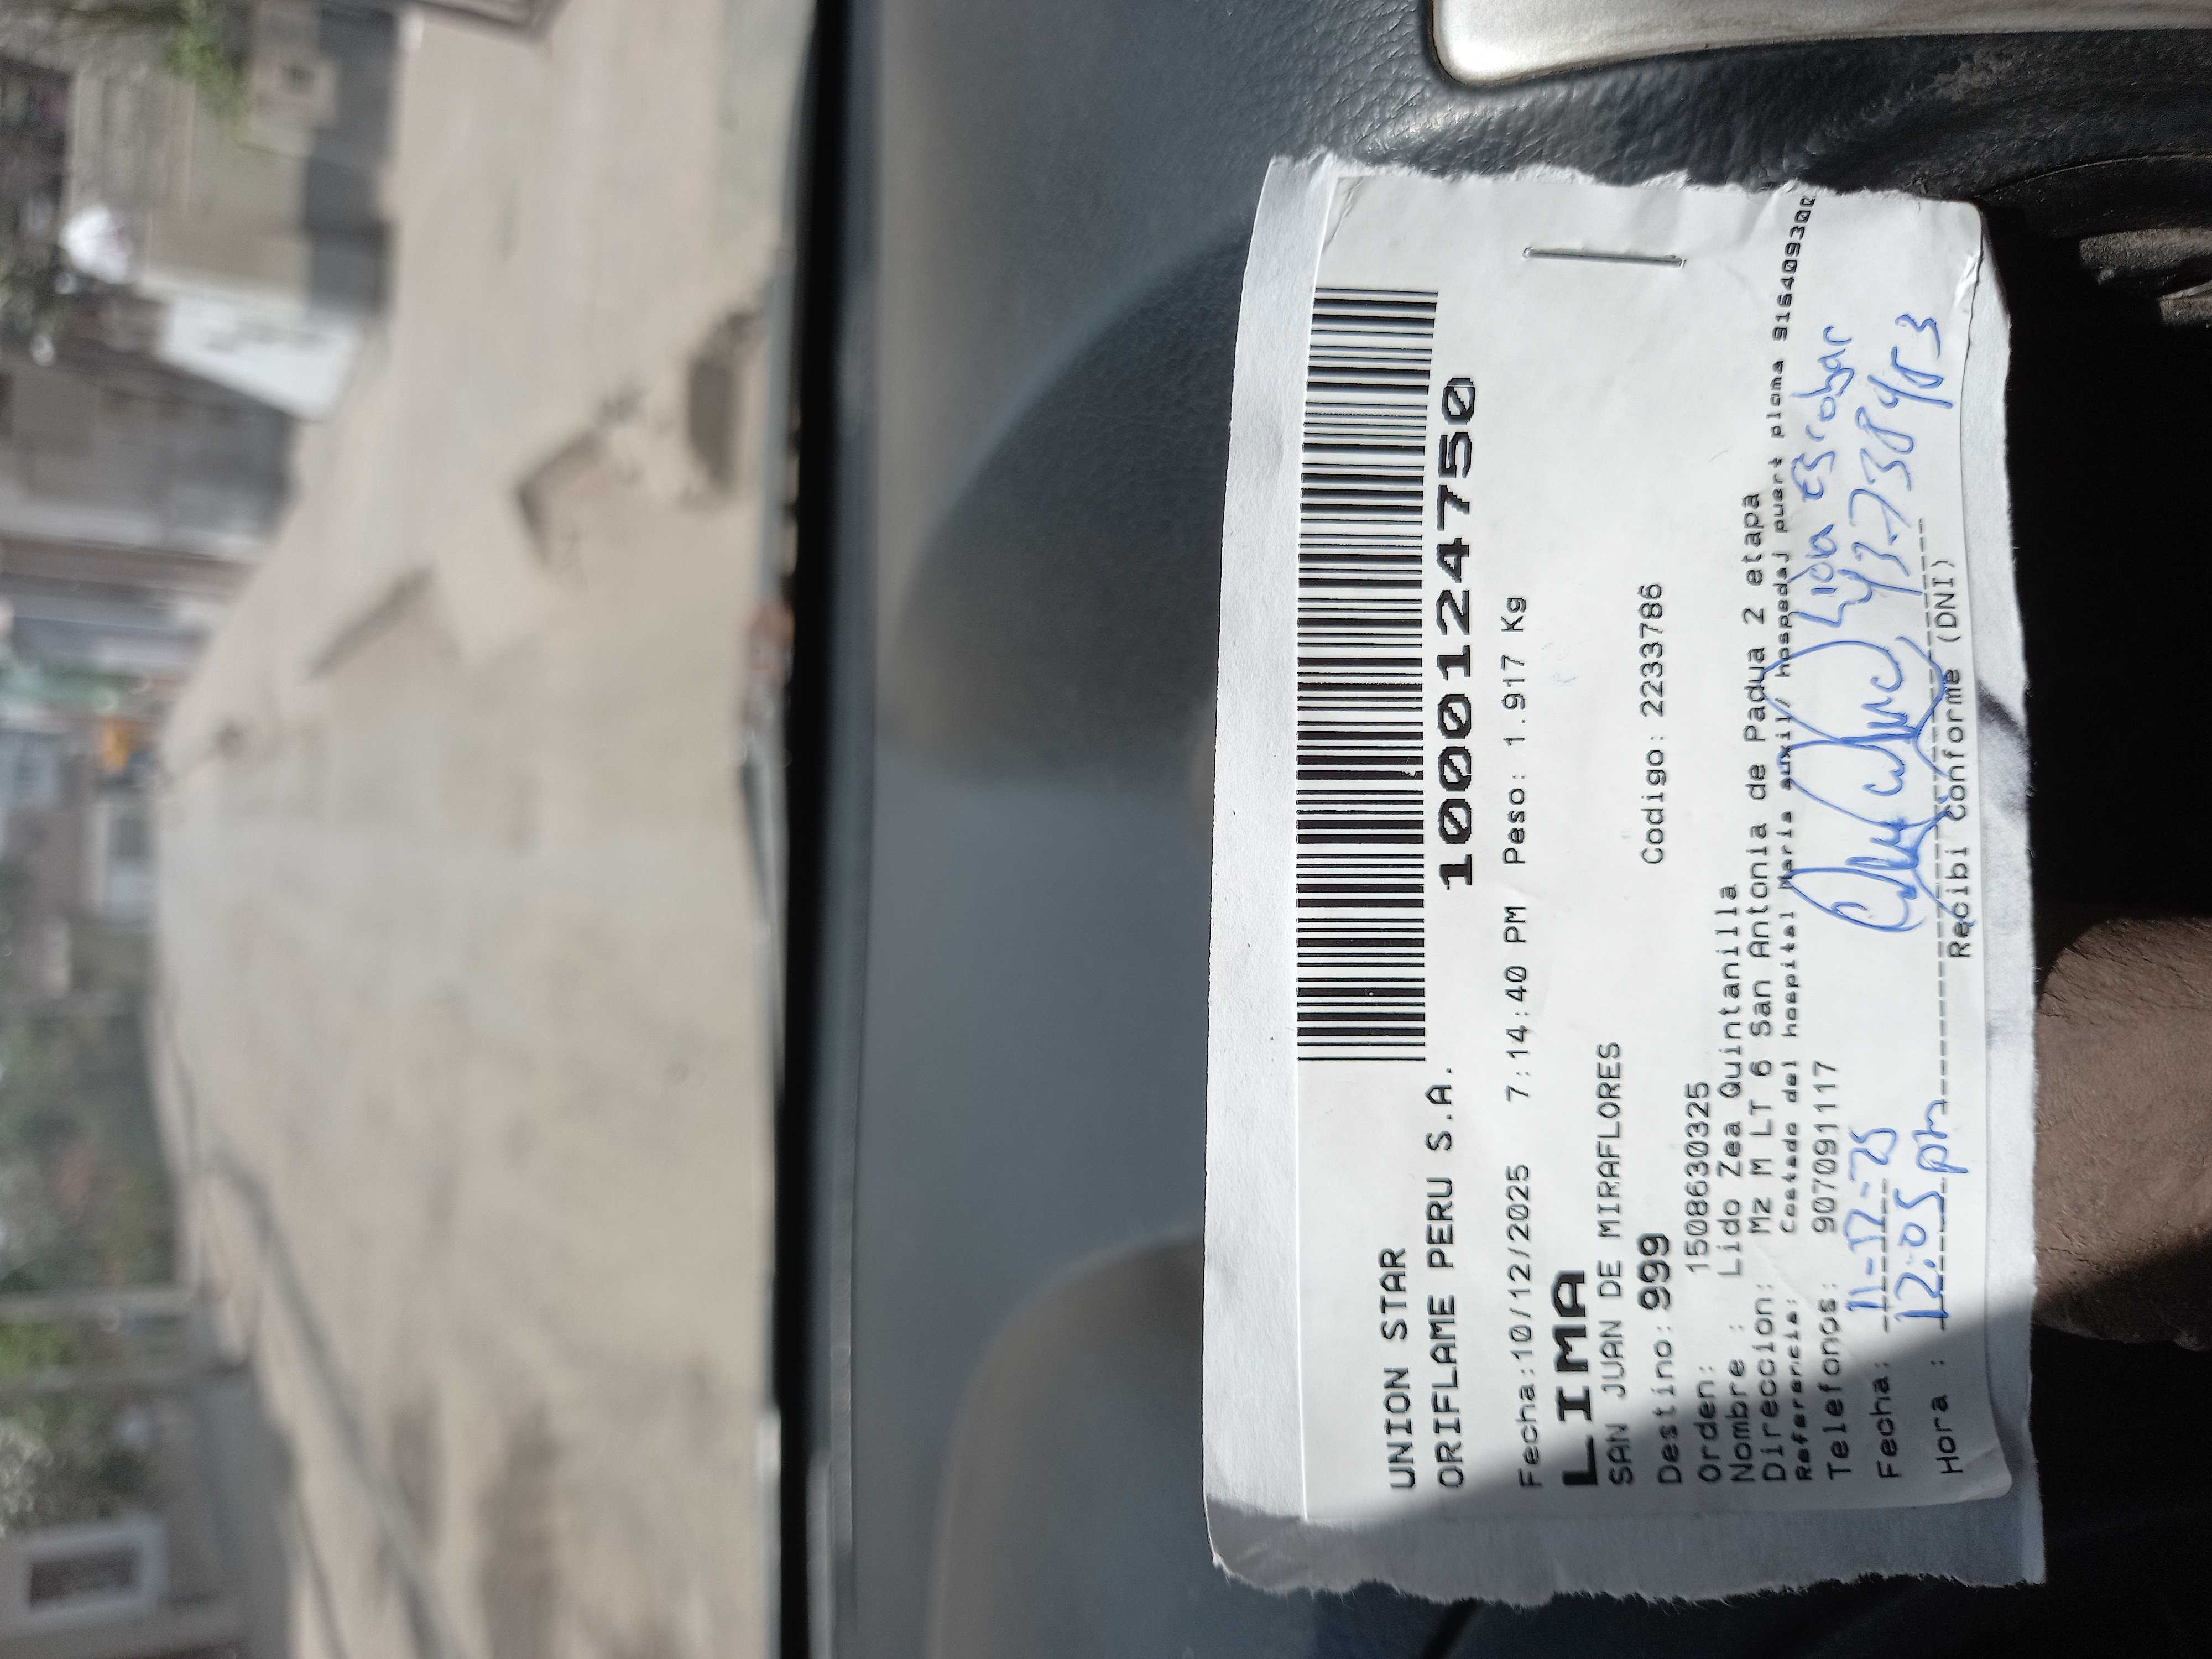 UNION STAR
ORIFLAME PERU S.A.
1000124750
Fecha:10/12/2025 7:14:40 PM Peso: 1.917 Kg
LIMA
SAN JUAN DE MIRAFLORES
Destino: 999 Codigo: 2233786
Orden: 1508630325
Nombre : Lido Zea Quintanilla
Direccion: Mz M LT 6 San Antonia de Padua 2 etapa
Referencia: Costado del hospital Maria auxil/ hospedaj puert ploma 916409300
Telefonos: 907091117
Lida Escobar
Fecha: 11-12-25
Hora : 12:05 pm
Recibi Conforme (DNI)